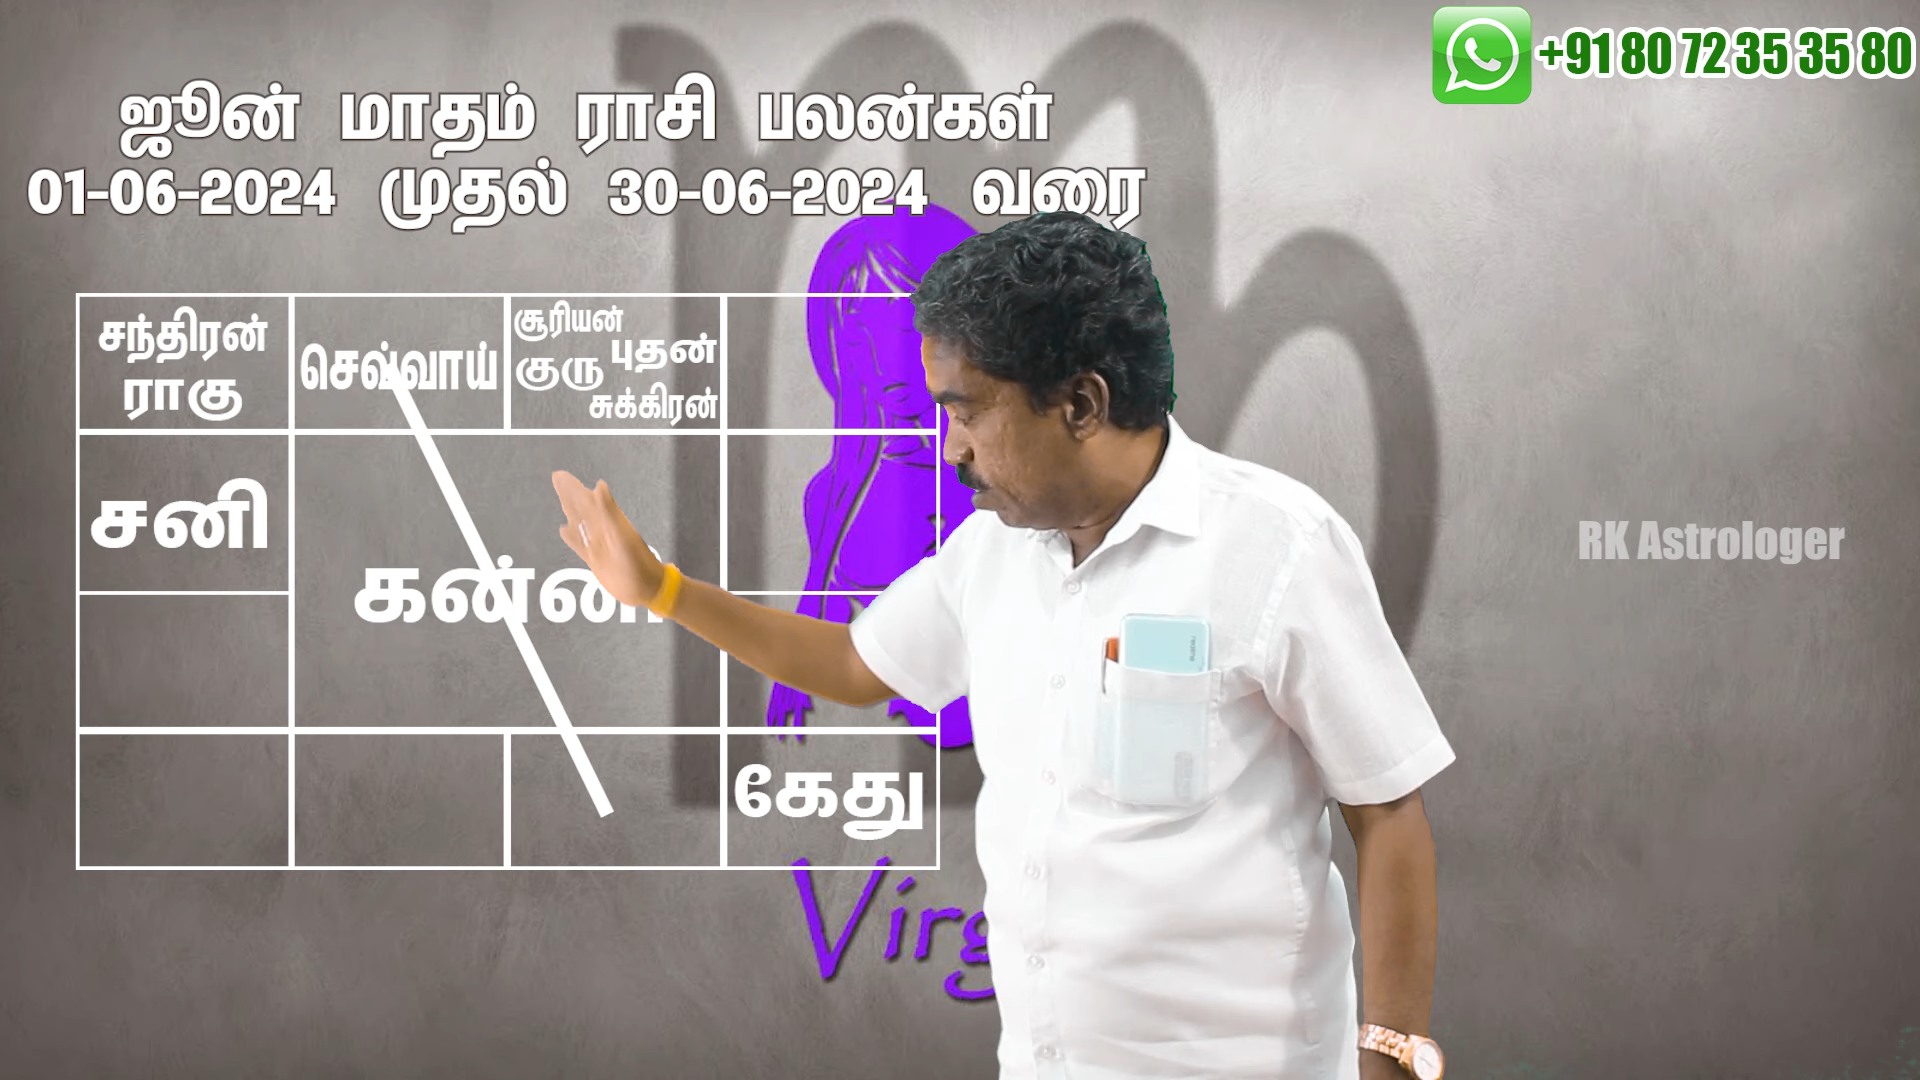 +91 80 72 35 35 80
ஜூன் மாதம் ராசி பலன்கள்
01-06-2024 முதல் 30-06-2024 வரை
சந்திரன்
ராகு
செவ்வாய்
சூரியன்
குரு புதன்
சுக்கிரன்
சனி
கன்னி
RK Astrologer
கேது
Virg